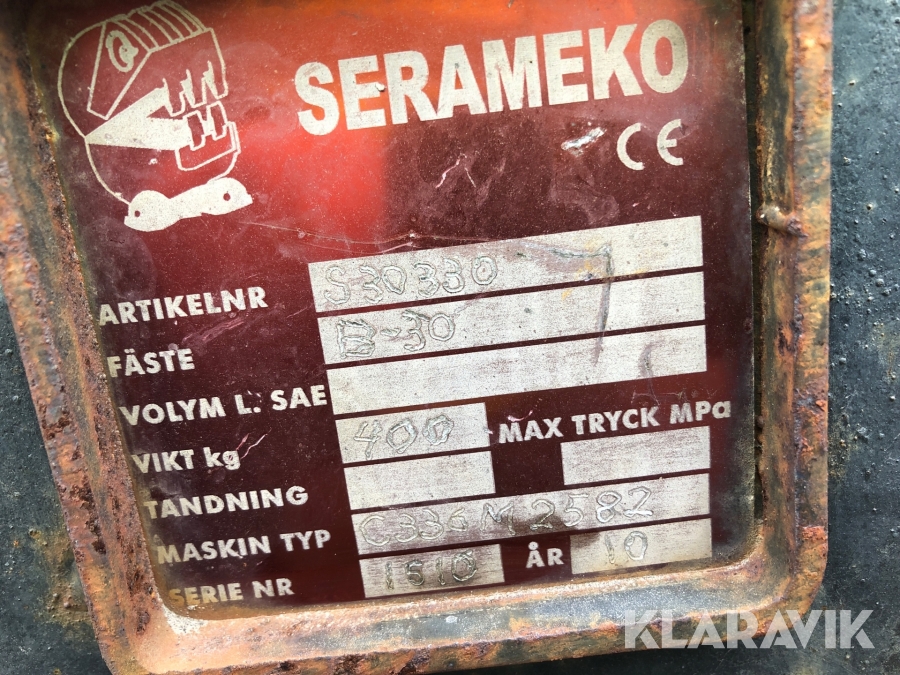 SERAMEKO
CE
ARTIKELNR S30330
FÄSTE B-30
VOLYM L. SAE
VIKT kg 400 MAX TRYCK MPa
TANDNING
MASKIN TYP C336M2582
SERIE NR 1510 ÅR 10
KLARAVIK